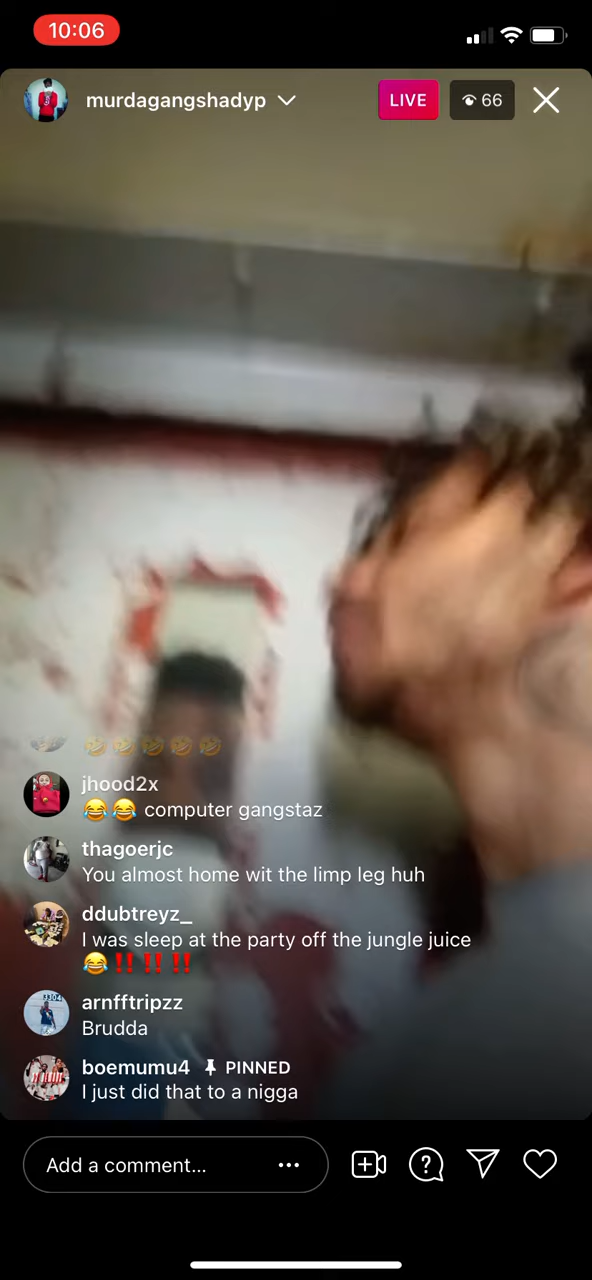 10:06
murdagangshadyp
LIVE
66
🤣🤣🤣🤣🤣
jhood2x
😂😂 computer gangstaz
thagoerjc
You almost home wit the limp leg huh
ddubtreyz_
I was sleep at the party off the jungle juice
😂‼️‼️‼️
arnfftripzz
Brudda
boemumu4 PINNED
I just did that to a nigga
Add a comment...